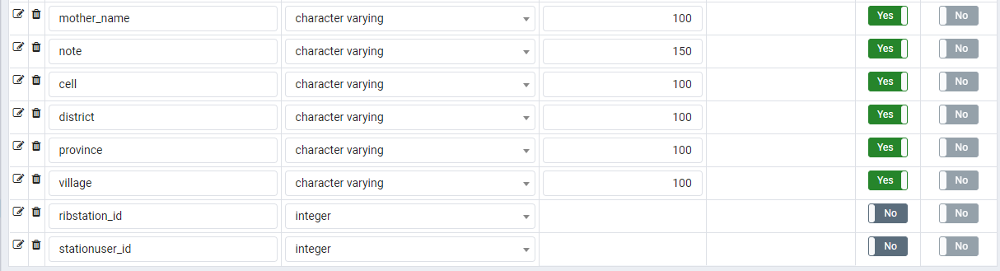 mother_name character varying 100 Yes No
note character varying 150 Yes No
cell character varying 100 Yes No
district character varying 100 Yes No
province character varying 100 Yes No
village character varying 100 Yes No
ribstation_id integer No No
stationuser_id integer No No